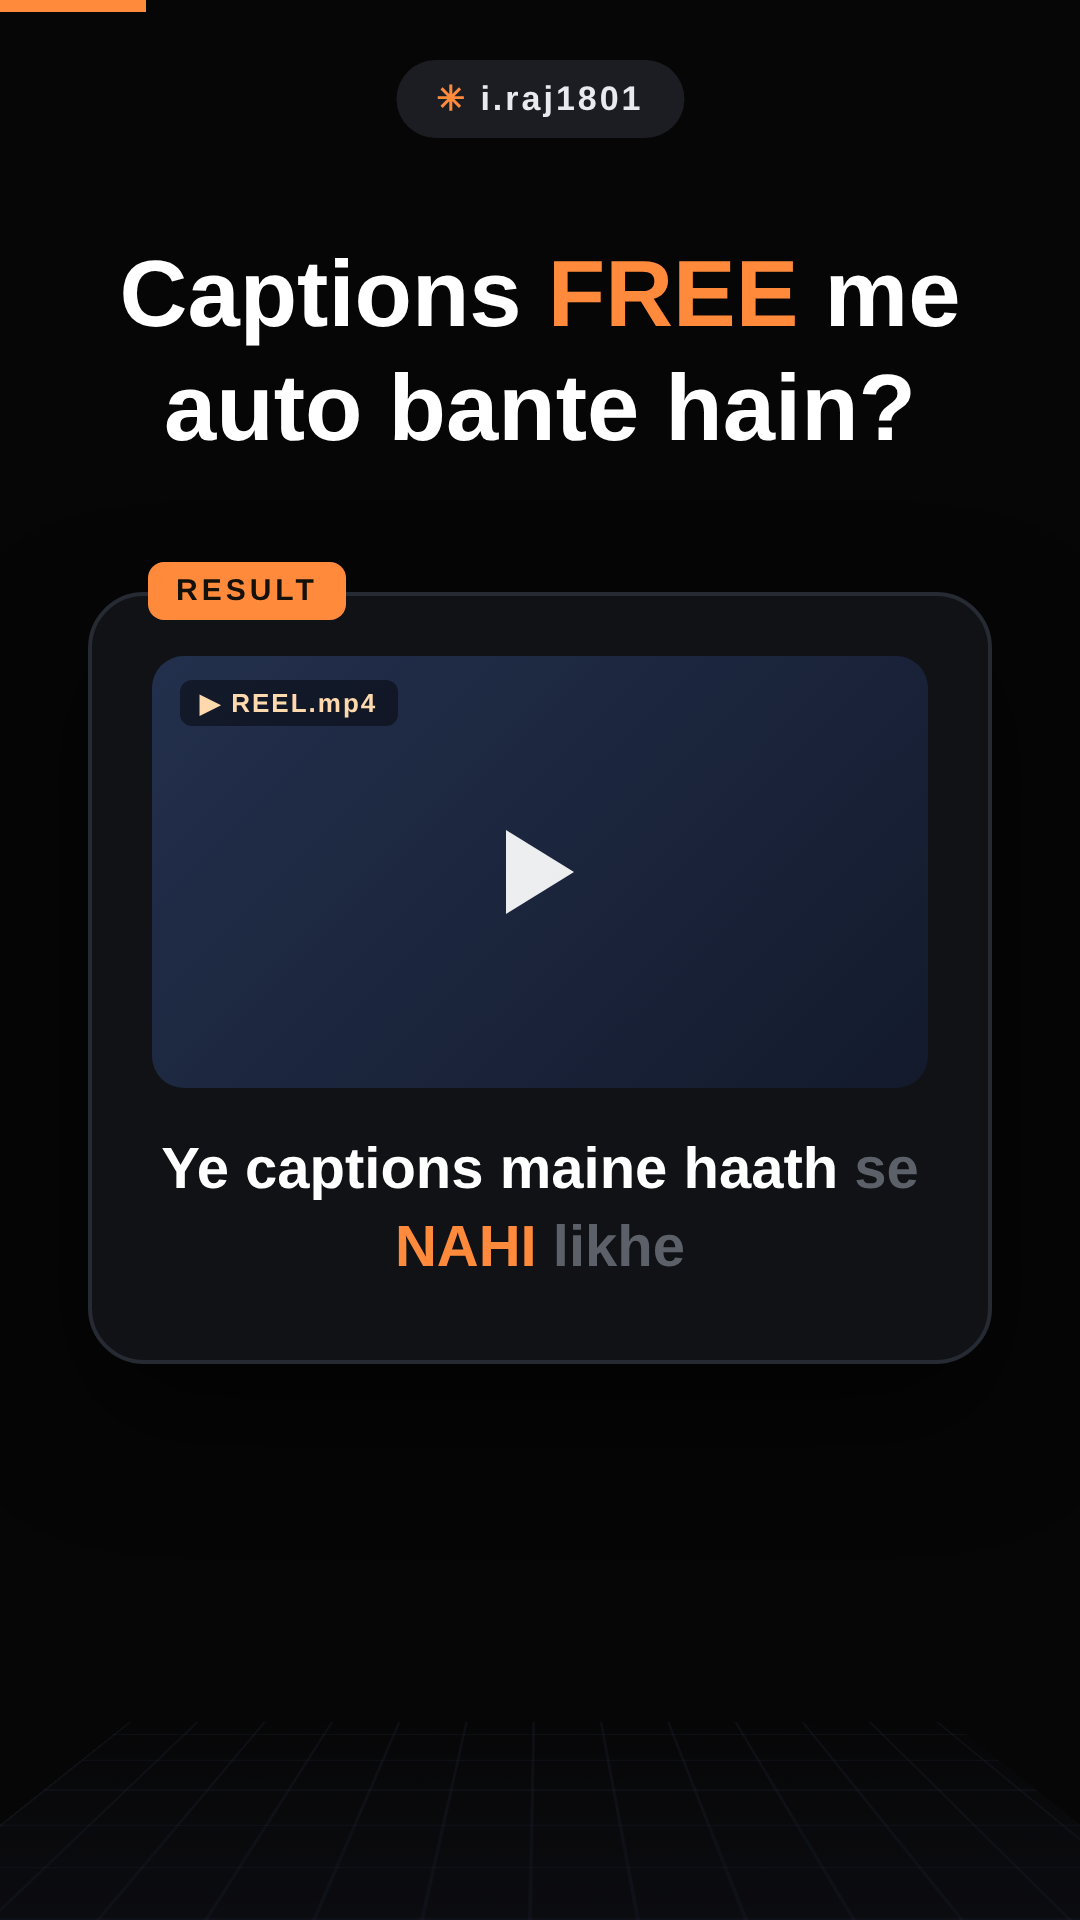 ✳ i.raj1801
Captions FREE me
auto bante hain?
RESULT
▶ REEL.mp4
Ye captions maine haath se
NAHI likhe